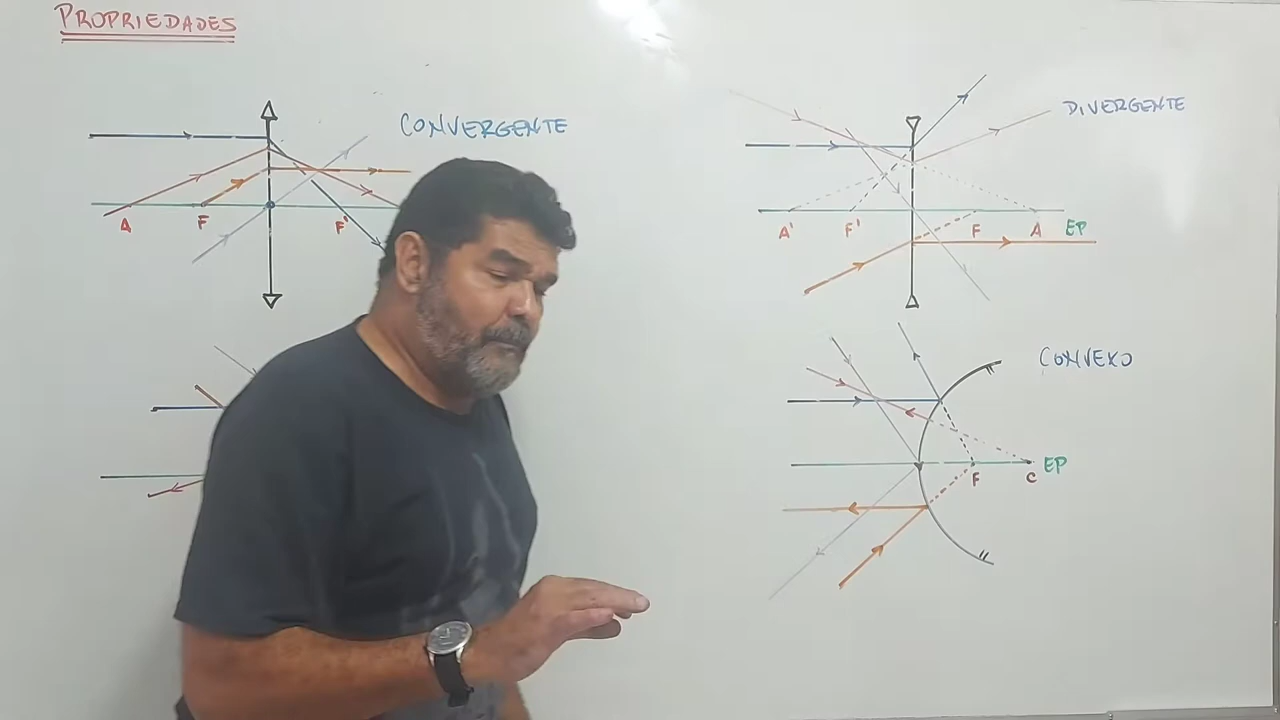 PROPRIEDADES
CONVERGENTE
A
F
F'
DIVERGENTE
A'
F'
F
A
EP
CONVEXO
F
C
EP